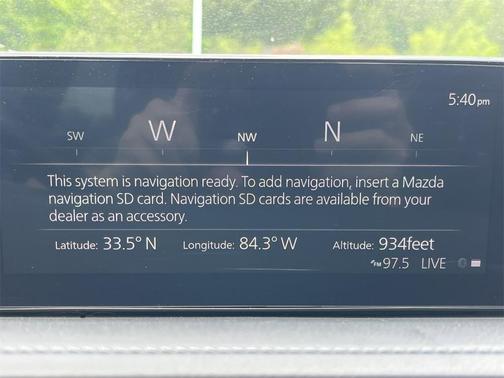 5:40pm
SW W NW N NE
This system is navigation ready. To add navigation, insert a Mazda
navigation SD card. Navigation SD cards are available from your
dealer as an accessory.
Latitude: 33.5° N Longitude: 84.3° W Altitude: 934feet
FM 97.5 LIVE